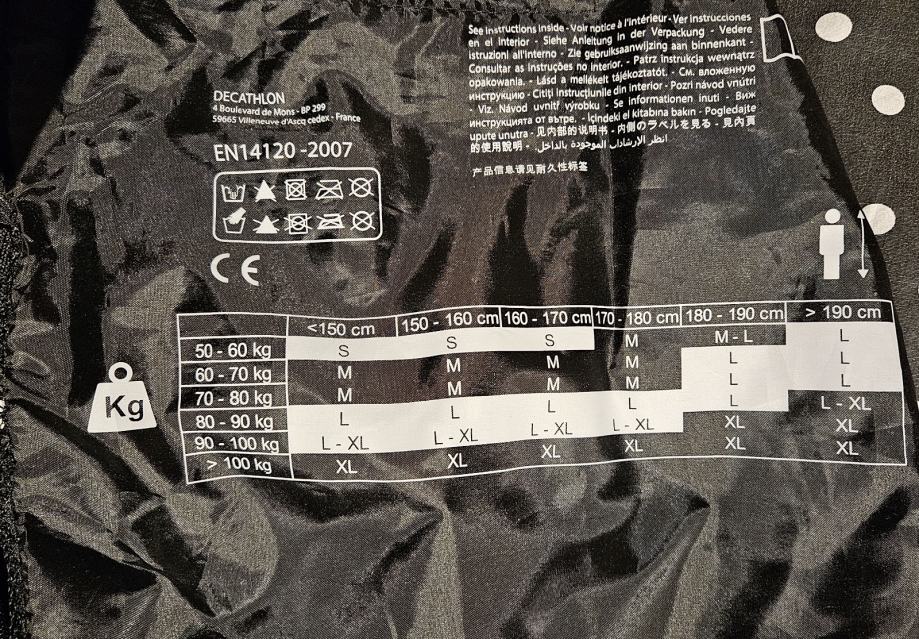 See instructions inside - Voir notice à l'intérieur - Ver instrucciones
en el interior - Siehe Anleitung in der Verpackung - Vedere
istruzioni all'interno - Zie gebruiksaanwijzing aan binnenkant -
Consultar as instruções no interior. - Patrz instrukcja wewnątrz
opakowania. - Lásd a mellékelt tájékoztatót. - См. вложенную
инструкцию - Citiți instrucțiunile din interior - Pozri návod vnútri
- Viz. Návod uvnitř výrobku - Se informationen inuti - Виж
инструкцията от вътре. - İçindeki el kitabına bakın - Pogledajte
upute unutra - 见内部的说明书 - 内側のラベルを見る - 見內頁
的使用說明 - انظر الإرشادات الموجودة بالداخل.
产品信息请见耐久性标签
DECATHLON
4 Boulevard de Mons - BP 299
59665 Villeneuve d'Ascq cedex - France
EN14120 -2007
CE
<150 cm 150 - 160 cm 160 - 170 cm 170 - 180 cm 180 - 190 cm > 190 cm
50 - 60 kg S S S M M - L L
60 - 70 kg M M M M L L
70 - 80 kg M M M M L L
80 - 90 kg L L L L XL L - XL
90 - 100 kg L - XL L - XL L - XL L - XL XL XL
> 100 kg XL XL XL XL XL XL
Kg